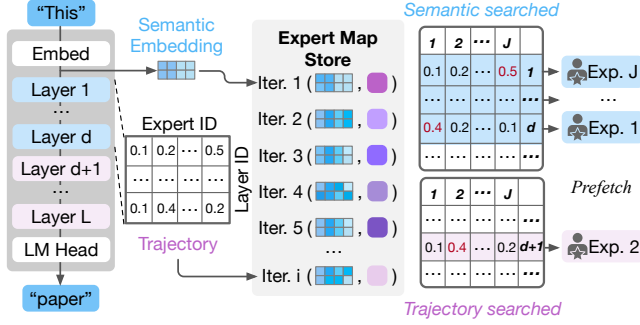 “This”
Embed
Layer 1
...
Layer d
Layer d+1
...
Layer L
LM Head
“paper”
Semantic
Embedding
Expert ID
Layer ID
0.1 0.2 ··· 0.5
... ... ... ...
0.1 0.4 ··· 0.2
Trajectory
Expert Map
Store
Iter. 1 ( , )
Iter. 2 ( , )
Iter. 3 ( , )
Iter. 4 ( , )
Iter. 5 ( , )
...
Iter. i ( , )
Semantic searched
1 2 ··· J
0.1 0.2 ··· 0.5 1
... ... ... ... ...
0.4 0.2 ··· 0.1 d
... ... ... ... ...
Exp. J
...
Exp. 1
Prefetch
1 2 ··· J
... ... ... ... ...
0.1 0.4 ··· 0.2 d+1
... ... ... ... ...
Exp. 2
Trajectory searched